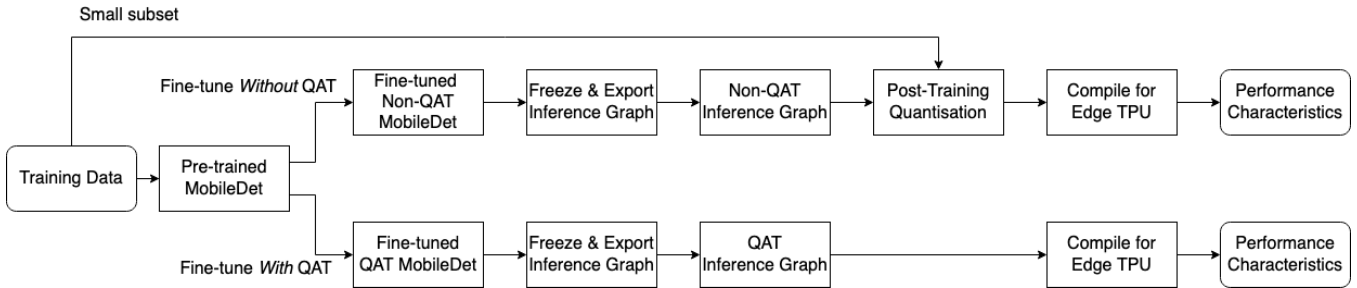 Small subset
Fine-tune Without QAT
Fine-tuned
Non-QAT
MobileDet
Freeze & Export
Inference Graph
Non-QAT
Inference Graph
Post-Training
Quantisation
Compile for
Edge TPU
Performance
Characteristics
Training Data
Pre-trained
MobileDet
Fine-tune With QAT
Fine-tuned
QAT MobileDet
Freeze & Export
Inference Graph
QAT
Inference Graph
Compile for
Edge TPU
Performance
Characteristics